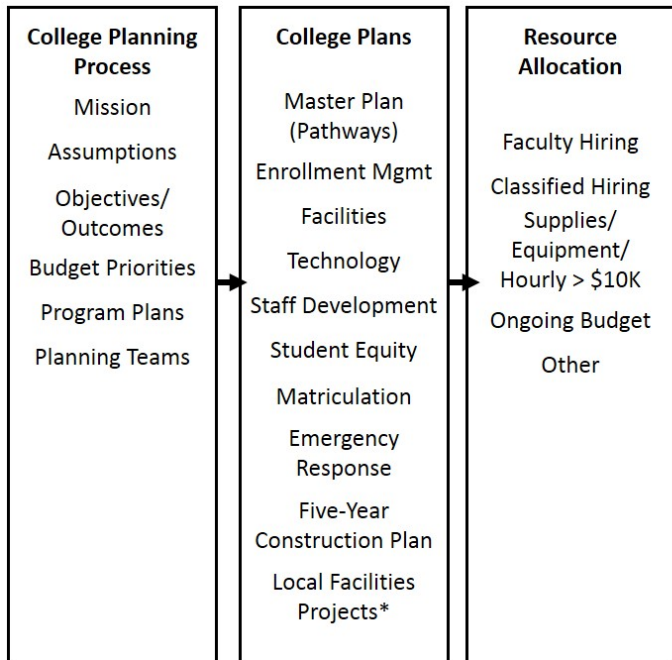 College Planning
Process
Mission
Assumptions
Objectives/
Outcomes
Budget Priorities
Program Plans
Planning Teams
College Plans
Master Plan
(Pathways)
Enrollment Mgmt
Facilities
Technology
Staff Development
Student Equity
Matriculation
Emergency
Response
Five-Year
Construction Plan
Local Facilities
Projects*
Resource
Allocation
Faculty Hiring
Classified Hiring
Supplies/
Equipment/
Hourly > $10K
Ongoing Budget
Other